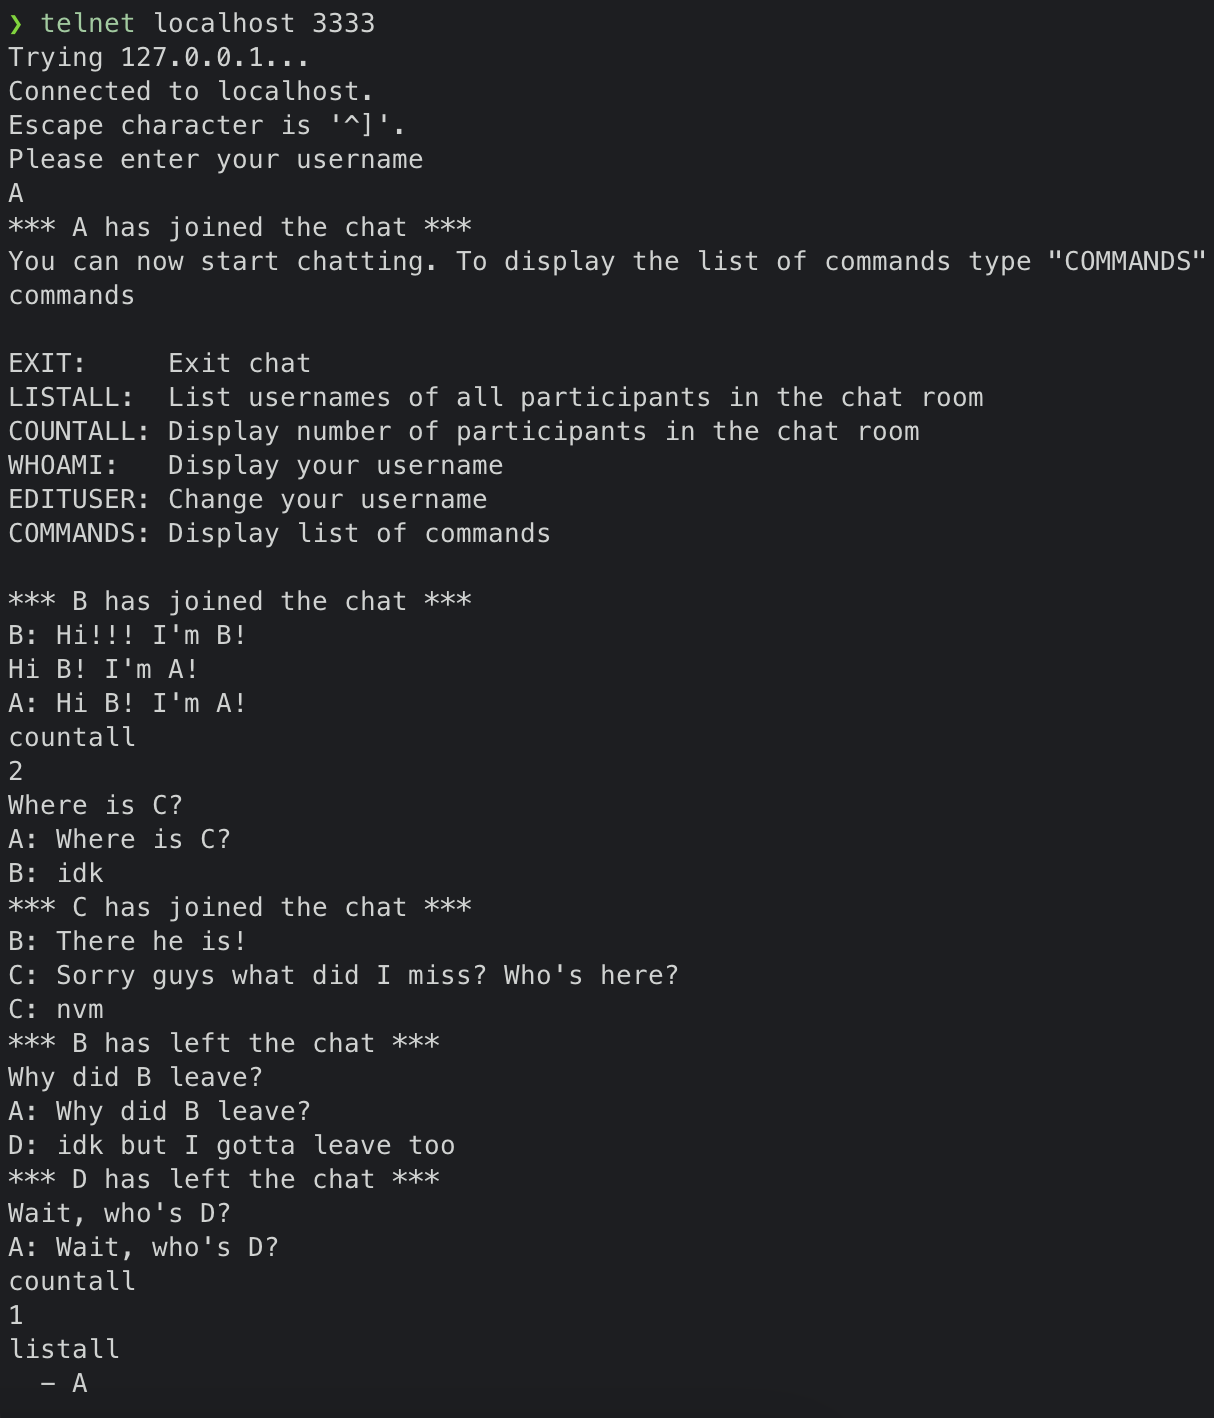 ❯ telnet localhost 3333
Trying 127.0.0.1...
Connected to localhost.
Escape character is '^]'.
Please enter your username
A
*** A has joined the chat ***
You can now start chatting. To display the list of commands type "COMMANDS"
commands

EXIT:     Exit chat
LISTALL:  List usernames of all participants in the chat room
COUNTALL: Display number of participants in the chat room
WHOAMI:   Display your username
EDITUSER: Change your username
COMMANDS: Display list of commands

*** B has joined the chat ***
B: Hi!!! I'm B!
Hi B! I'm A!
A: Hi B! I'm A!
countall
2
Where is C?
A: Where is C?
B: idk
*** C has joined the chat ***
B: There he is!
C: Sorry guys what did I miss? Who's here?
C: nvm
*** B has left the chat ***
Why did B leave?
A: Why did B leave?
D: idk but I gotta leave too
*** D has left the chat ***
Wait, who's D?
A: Wait, who's D?
countall
1
listall
  - A